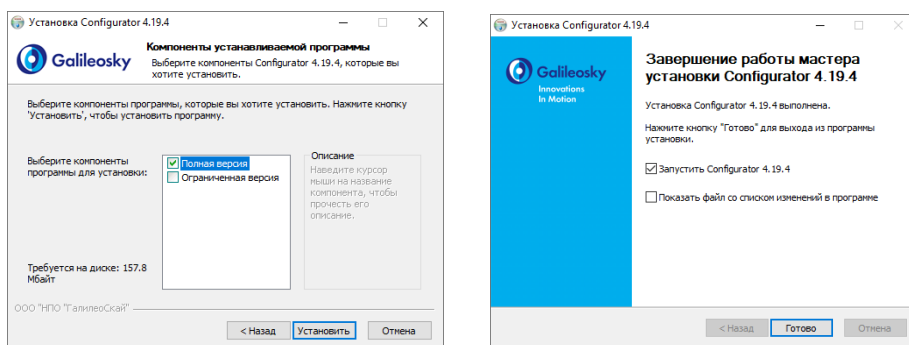 Установка Configurator 4.19.4
Galileosky
Компоненты устанавливаемой программы
Выберите компоненты Configurator 4.19.4, которые вы
хотите установить.
Выберите компоненты программы, которые вы хотите установить. Нажмите кнопку
'Установить', чтобы установить программу.
Выберите компоненты
программы для установки:
Полная версия
Ограниченная версия
Описание
Наведите курсор
мыши на название
компонента, чтобы
прочесть его
описание.
Требуется на диске: 157.8
Мбайт
ООО "НПО "ГалилеоСкай"
< Назад
Установить
Отмена
Установка Configurator 4.19.4
Galileosky
Innovations
In Motion
Завершение работы мастера
установки Configurator 4.19.4
Установка Configurator 4.19.4 выполнена.
Нажмите кнопку "Готово" для выхода из программы
установки.
Запустить Configurator 4.19.4
Показать файл со списком изменений в программе
< Назад
Готово
Отмена